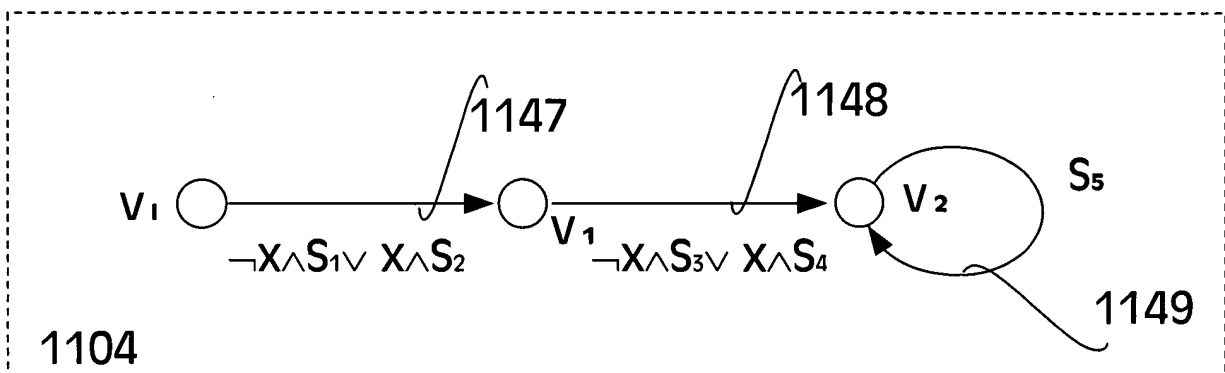 1147
1148
S₅
V₁
V₂
V₁
¬X∧S₁∨ X∧S₂
¬X∧S₃∨ X∧S₄
1149
1104